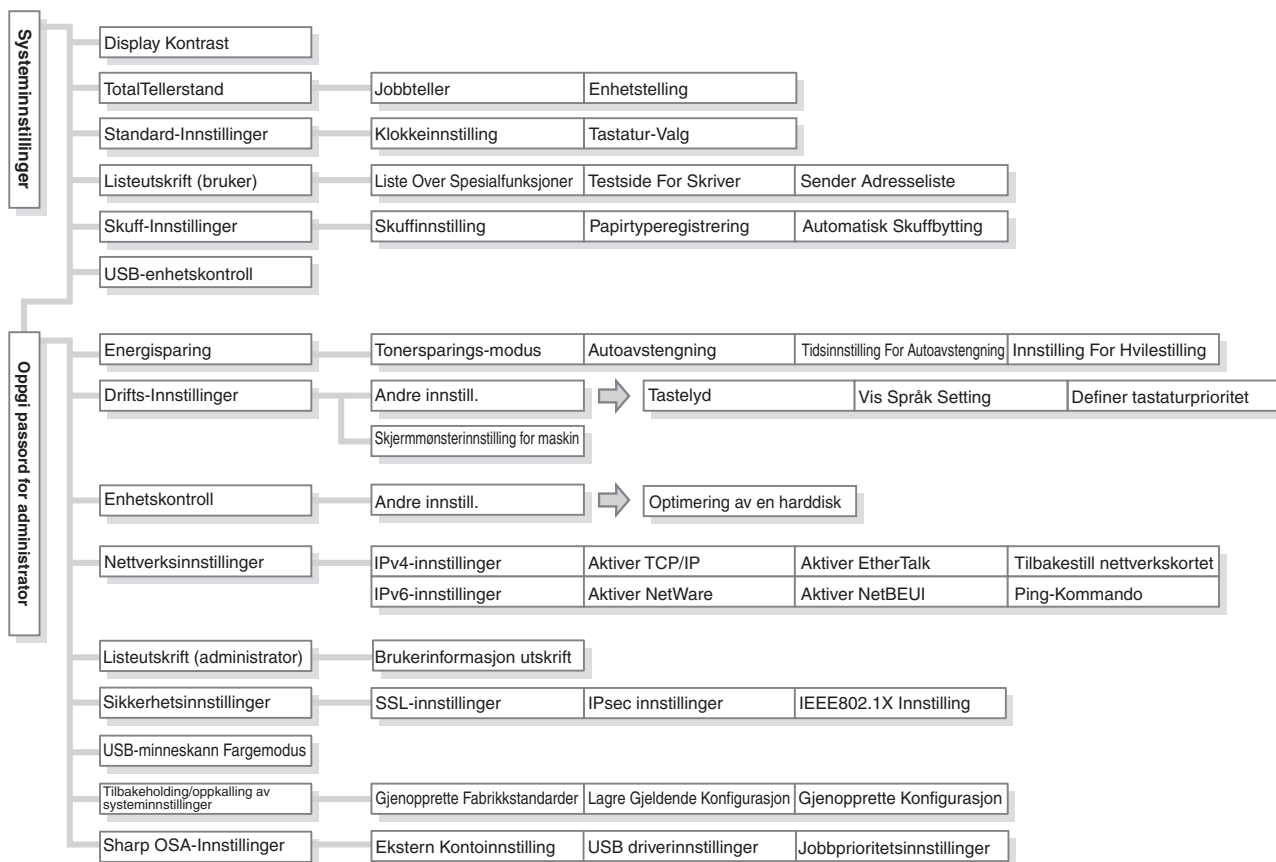 Systeminnstillinger
Display Kontrast
TotalTellerstand
Jobbteller
Enhetstelling
Standard-Innstillinger
Klokkeinnstilling
Tastatur-Valg
Listeutskrift (bruker)
Liste Over Spesialfunksjoner
Testside For Skriver
Sender Adresseliste
Skuff-Innstillinger
Skuffinnstilling
Papirtyperegistrering
Automatisk Skuffbytting
USB-enhetskontroll
Oppgi passord for administrator
Energisparing
Tonersparings-modus
Autoavstengning
Tidsinnstilling For Autoavstengning
Innstilling For Hvilestilling
Drifts-Innstillinger
Andre innstill.
Tastelyd
Vis Språk Setting
Definer tastaturprioritet
Skjermmønsterinnstilling for maskin
Enhetskontroll
Andre innstill.
Optimering av en harddisk
Nettverksinnstillinger
IPv4-innstillinger
Aktiver TCP/IP
Aktiver EtherTalk
Tilbakestill nettverkskortet
IPv6-innstillinger
Aktiver NetWare
Aktiver NetBEUI
Ping-Kommando
Listeutskrift (administrator)
Brukerinformasjon utskrift
Sikkerhetsinnstillinger
SSL-innstillinger
IPsec innstillinger
IEEE802.1X Innstilling
USB-minneskann Fargemodus
Tilbakeholding/oppkalling av
systeminnstillinger
Gjenopprette Fabrikkstandarder
Lagre Gjeldende Konfigurasjon
Gjenopprette Konfigurasjon
Sharp OSA-Innstillinger
Ekstern Kontoinnstilling
USB driverinnstillinger
Jobbprioritetsinnstillinger